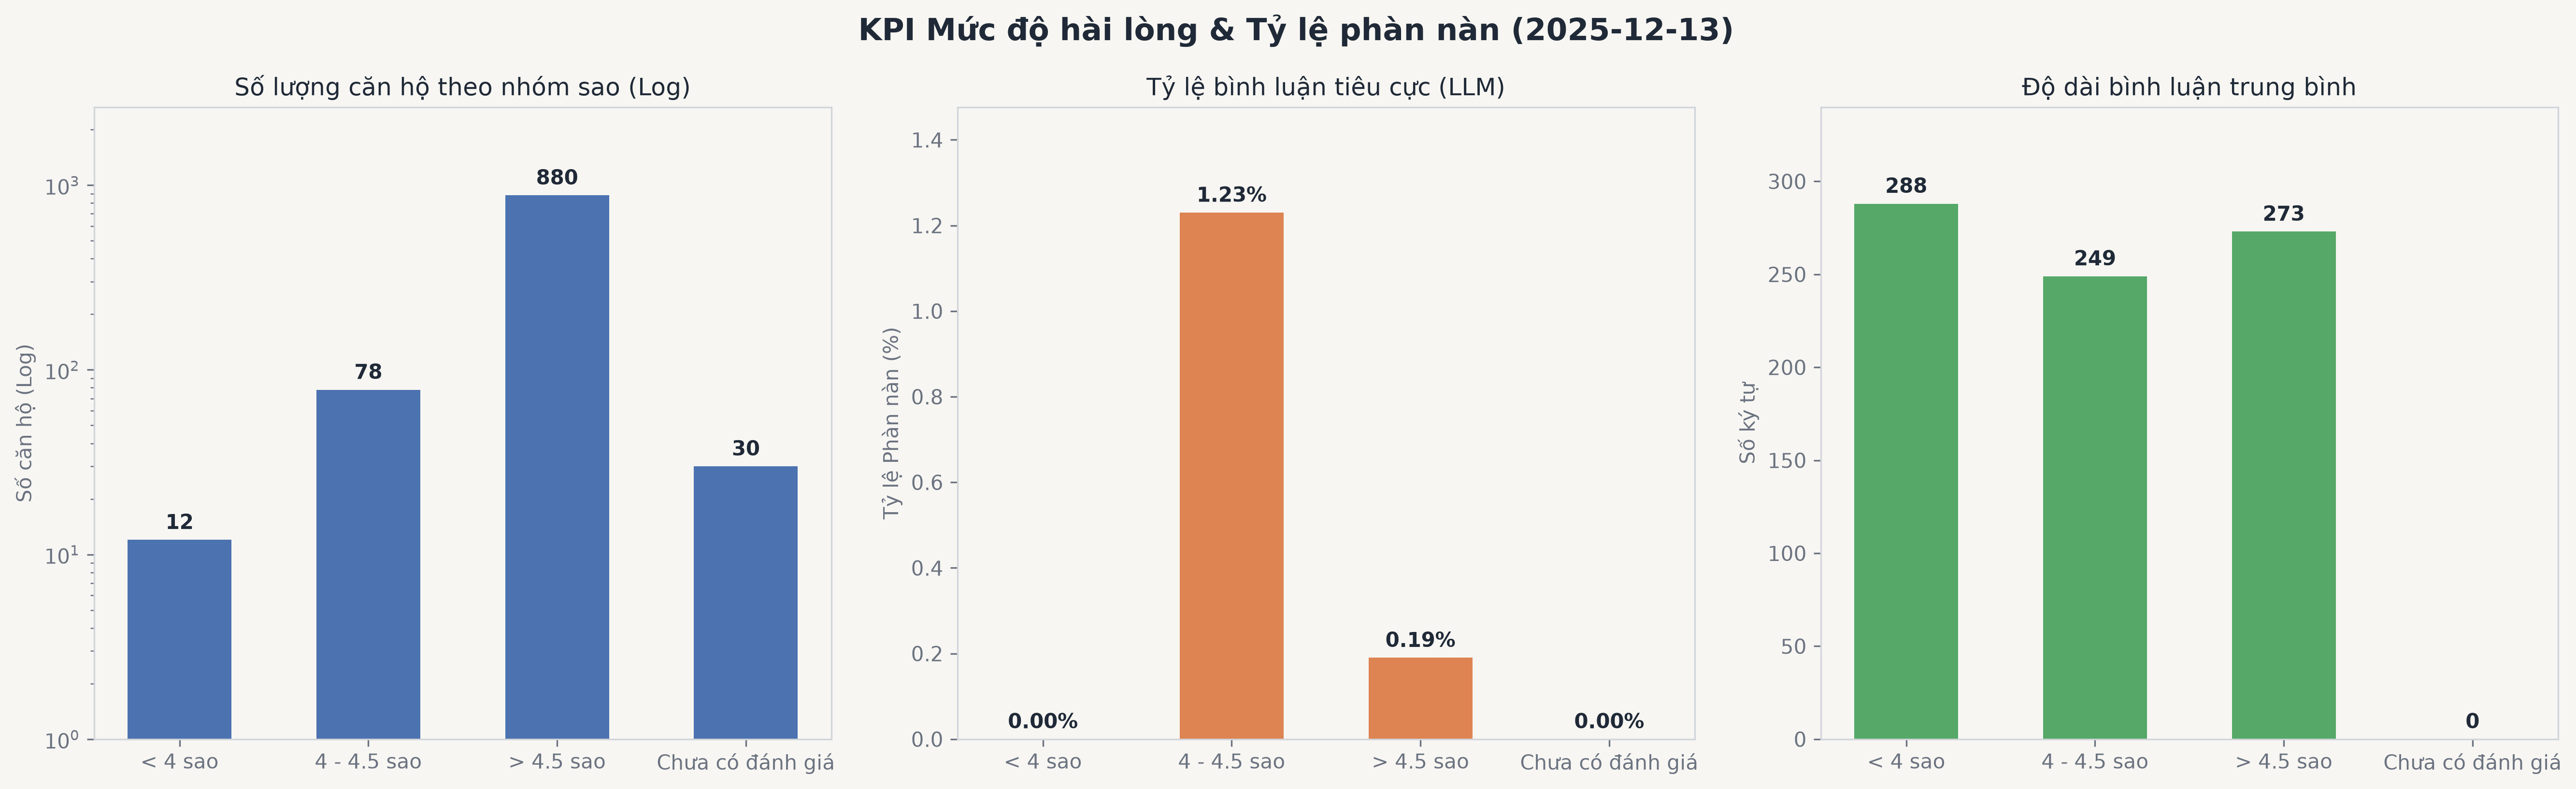 KPI Mức độ hài lòng & Tỷ lệ phàn nàn (2025-12-13)
Số lượng căn hộ theo nhóm sao (Log)
Số căn hộ (Log)
10³
10²
10¹
10⁰
12
78
880
30
< 4 sao
4 - 4.5 sao
> 4.5 sao
Chưa có đánh giá
Tỷ lệ bình luận tiêu cực (LLM)
Tỷ lệ Phàn nàn (%)
1.4
1.2
1.0
0.8
0.6
0.4
0.2
0.0
0.00%
1.23%
0.19%
0.00%
< 4 sao
4 - 4.5 sao
> 4.5 sao
Chưa có đánh giá
Độ dài bình luận trung bình
Số ký tự
300
250
200
150
100
50
0
288
249
273
0
< 4 sao
4 - 4.5 sao
> 4.5 sao
Chưa có đánh giá